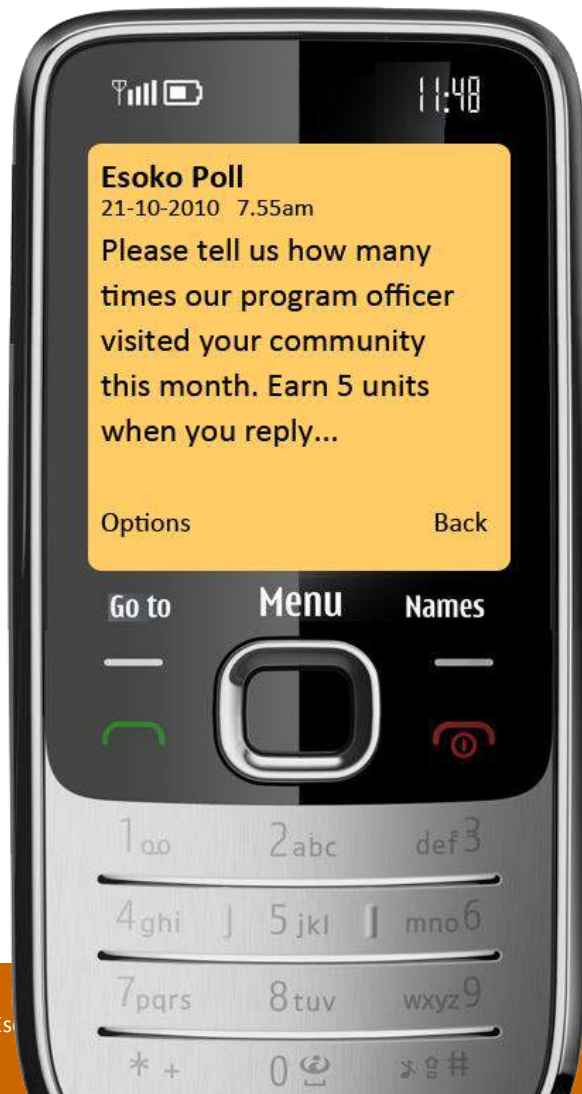 11:48
Esoko Poll
21-10-2010 7.55am
Please tell us how many
times our program officer
visited your community
this month. Earn 5 units
when you reply...
Options Back
Go to Menu Names
1 2abc def3
4ghi 5jkl mno6
7pqrs 8tuv wxyz9
* + 0 #